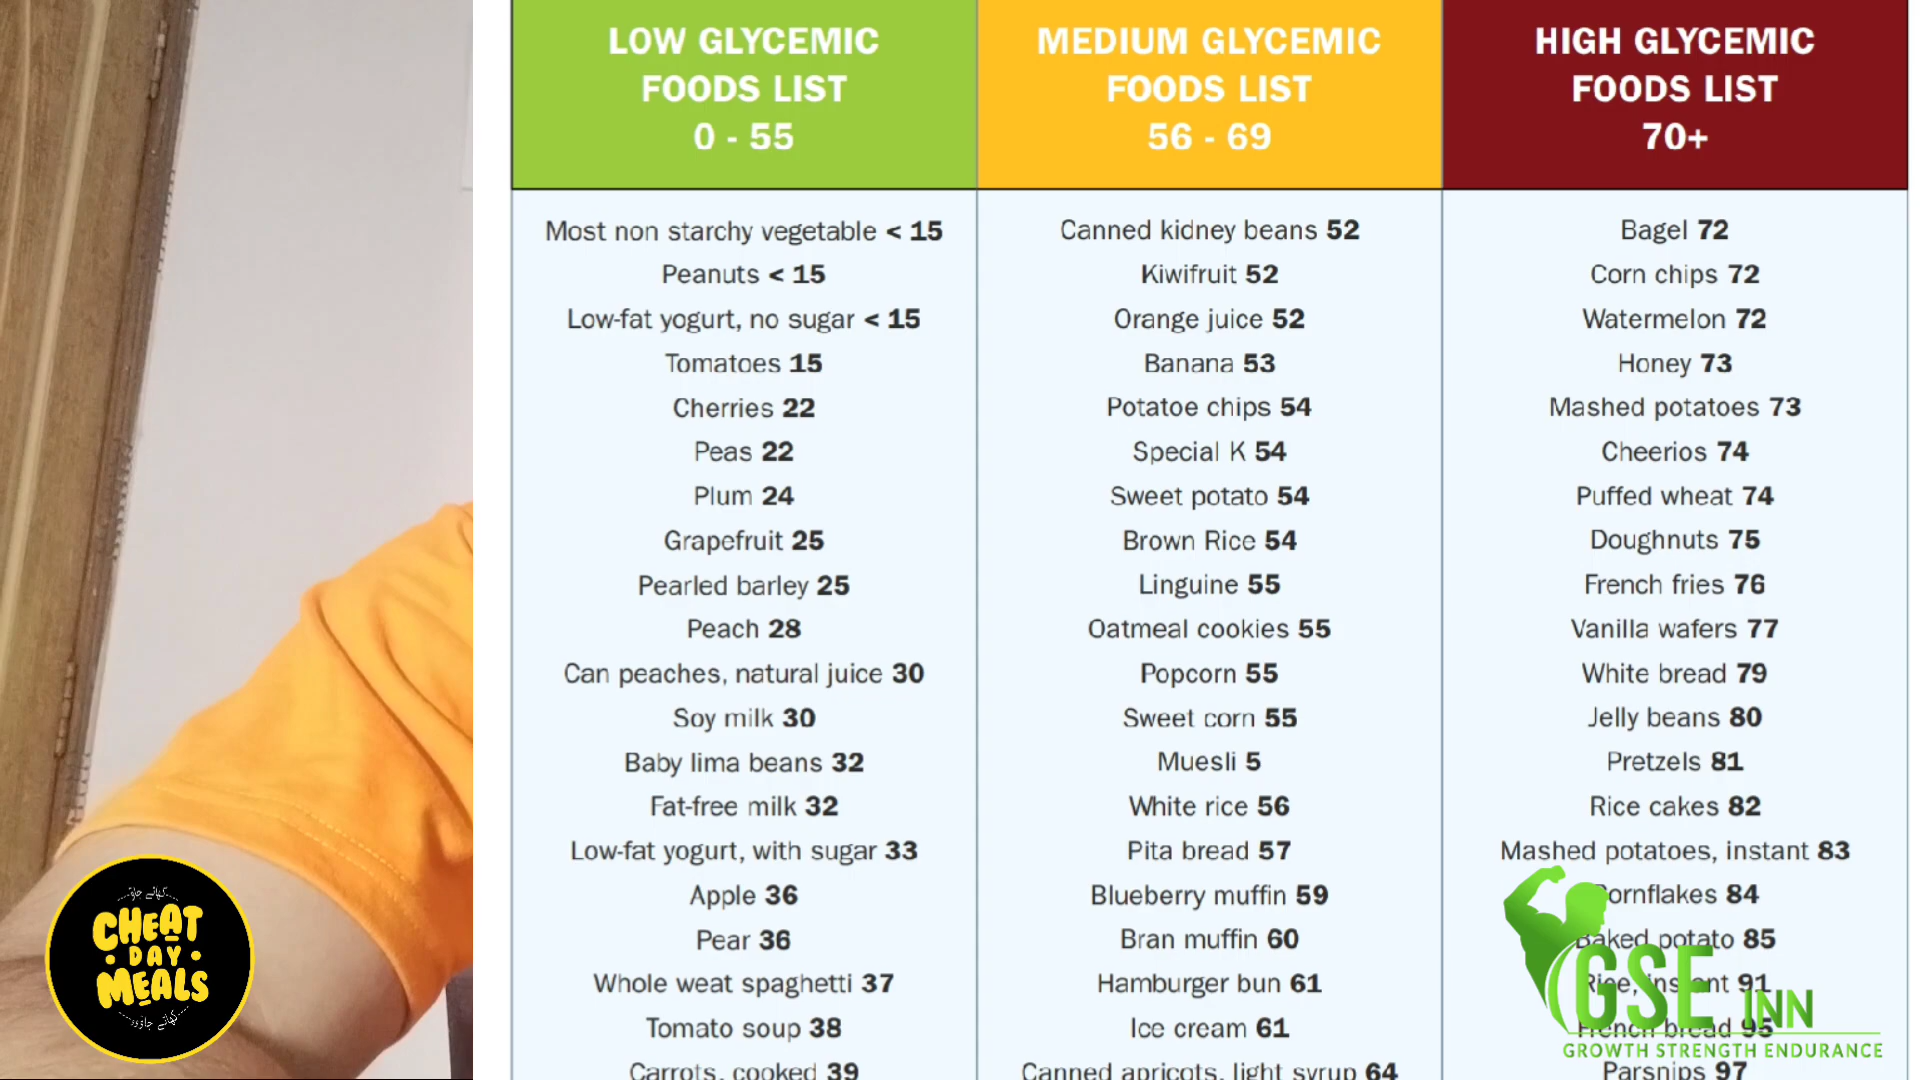 LOW GLYCEMIC
FOODS LIST
0 - 55
Most non starchy vegetable < 15
Peanuts < 15
Low-fat yogurt, no sugar < 15
Tomatoes 15
Cherries 22
Peas 22
Plum 24
Grapefruit 25
Pearled barley 25
Peach 28
Can peaches, natural juice 30
Soy milk 30
Baby lima beans 32
Fat-free milk 32
Low-fat yogurt, with sugar 33
Apple 36
Pear 36
Whole weat spaghetti 37
Tomato soup 38
Carrots, cooked 39
MEDIUM GLYCEMIC
FOODS LIST
56 - 69
Canned kidney beans 52
Kiwifruit 52
Orange juice 52
Banana 53
Potatoe chips 54
Special K 54
Sweet potato 54
Brown Rice 54
Linguine 55
Oatmeal cookies 55
Popcorn 55
Sweet corn 55
Muesli 5
White rice 56
Pita bread 57
Blueberry muffin 59
Bran muffin 60
Hamburger bun 61
Ice cream 61
Canned apricots, light syrup 64
HIGH GLYCEMIC
FOODS LIST
70+
Bagel 72
Corn chips 72
Watermelon 72
Honey 73
Mashed potatoes 73
Cheerios 74
Puffed wheat 74
Doughnuts 75
French fries 76
Vanilla wafers 77
White bread 79
Jelly beans 80
Pretzels 81
Rice cakes 82
Mashed potatoes, instant 83
Cornflakes 84
Baked potato 85
Rice, instant 91
French bread 95
Parsnips 97
کھائے جاؤ
CHEAT
DAY
MEALS
کھائے جاؤ
GSE INN
GROWTH STRENGTH ENDURANCE